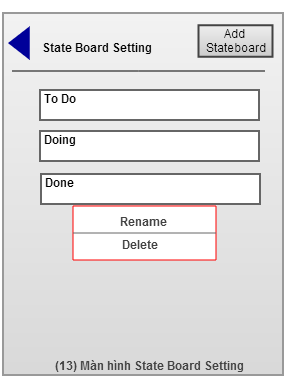 State Board Setting
Add
Stateboard
To Do
Doing
Done
Rename
Delete
(13) Màn hình State Board Setting